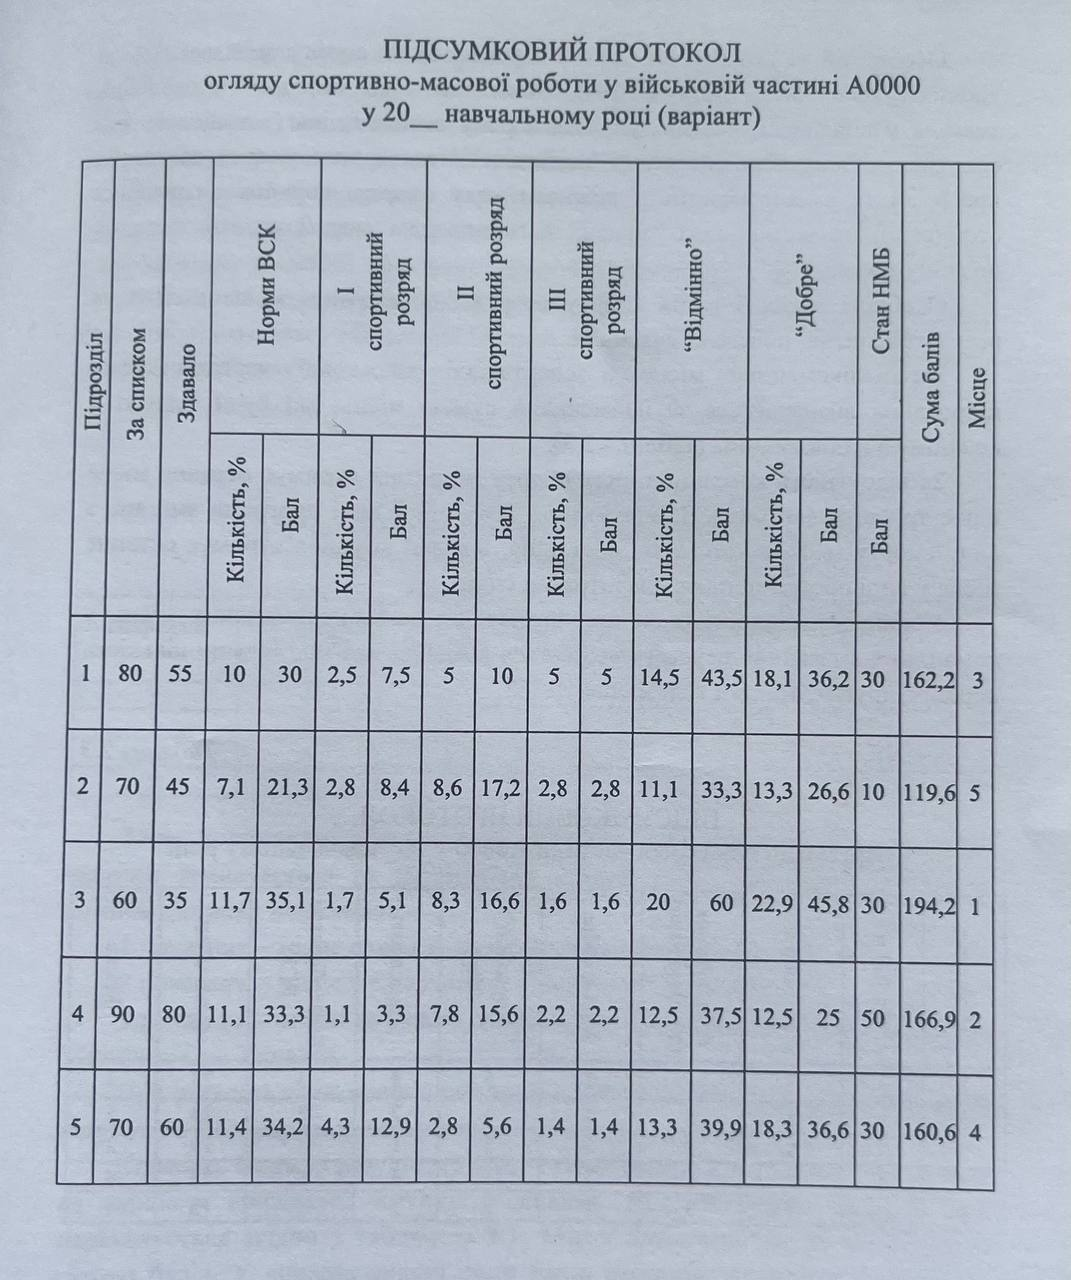 ПІДСУМКОВИЙ ПРОТОКОЛ
огляду спортивно-масової роботи у військовій частині А0000
у 20__ навчальному році (варіант)
Підрозділ
За списком
Здавало
Норми ВСК
І
спортивний
розряд
ІІ
спортивний розряд
ІІІ
спортивний
розряд
“Відмінно”
“Добре”
Стан НМБ
Сума балів
Місце
Кількість, %
Бал
Кількість, %
Бал
Кількість, %
Бал
Кількість, %
Бал
Кількість, %
Бал
Кількість, %
Бал
Бал
1 80 55 10 30 2,5 7,5 5 10 5 5 14,5 43,5 18,1 36,2 30 162,2 3
2 70 45 7,1 21,3 2,8 8,4 8,6 17,2 2,8 2,8 11,1 33,3 13,3 26,6 10 119,6 5
3 60 35 11,7 35,1 1,7 5,1 8,3 16,6 1,6 1,6 20 60 22,9 45,8 30 194,2 1
4 90 80 11,1 33,3 1,1 3,3 7,8 15,6 2,2 2,2 12,5 37,5 12,5 25 50 166,9 2
5 70 60 11,4 34,2 4,3 12,9 2,8 5,6 1,4 1,4 13,3 39,9 18,3 36,6 30 160,6 4